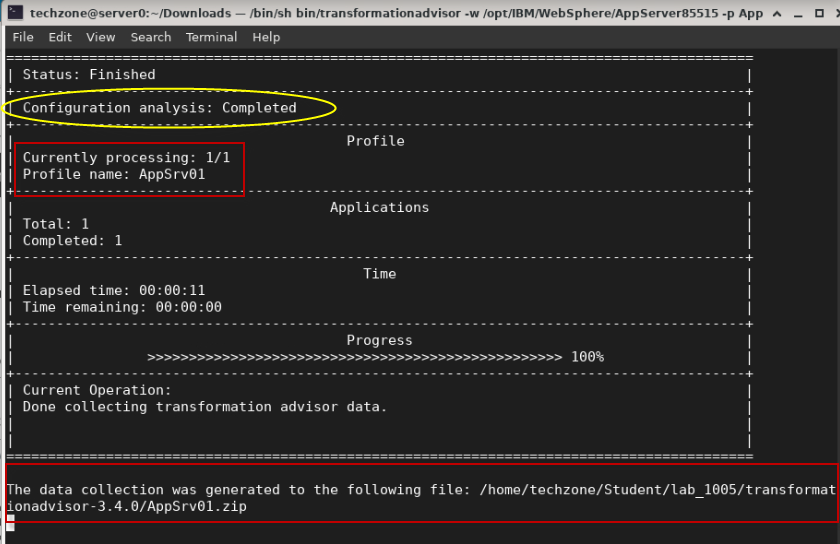 techzone@server0:~/Downloads — /bin/sh bin/transformationadvisor -w /opt/IBM/WebSphere/AppServer85515 -p App
File Edit View Search Terminal Help
Status: Finished
Configuration analysis: Completed
Profile
Currently processing: 1/1
Profile name: AppSrv01
Applications
Total: 1
Completed: 1
Time
Elapsed time: 00:00:11
Time remaining: 00:00:00
Progress
>>>>>>>>>>>>>>>>>>>>>>>>>>>>>>>>>>>>>>>>>>>>>>>>>> 100%
Current Operation:
Done collecting transformation advisor data.
The data collection was generated to the following file: /home/techzone/Student/lab_1005/transformat
ionadvisor-3.4.0/AppSrv01.zip